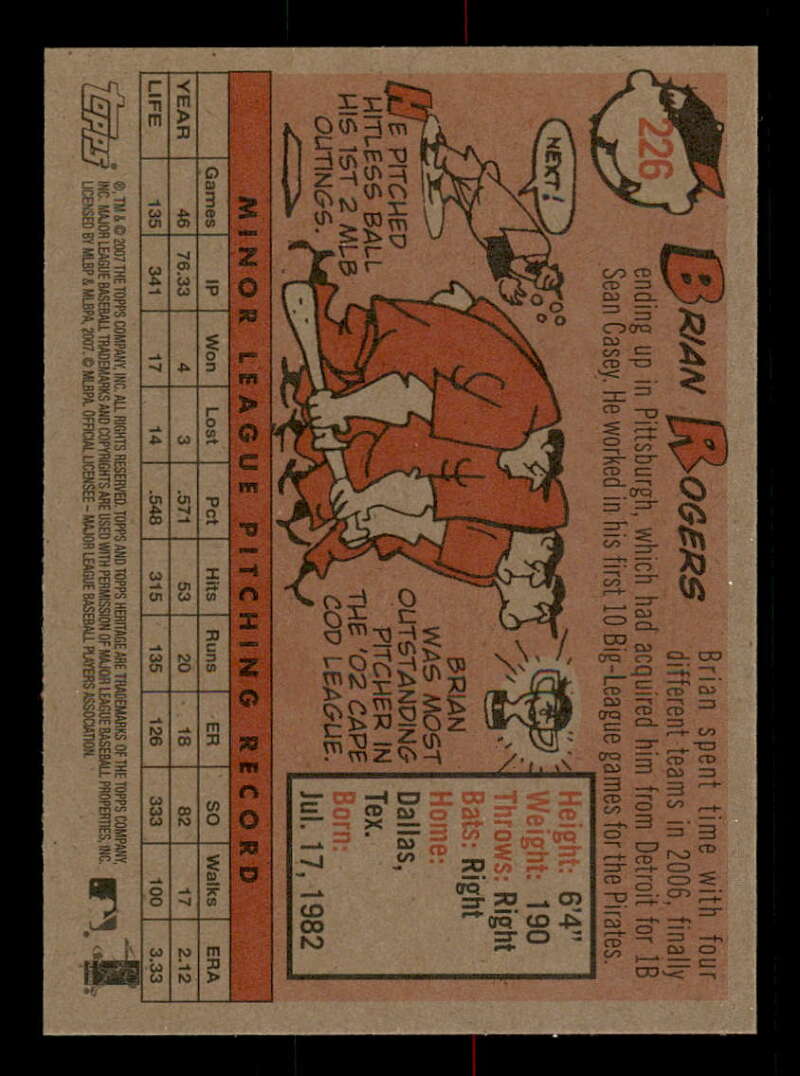 226
BRIAN ROGERS
Brian spent time with four
different teams in 2006, finally
ending up in Pittsburgh, which had acquired him from Detroit for 1B
Sean Casey. He worked in his first 10 Big-League games for the Pirates.
NEXT!
HE PITCHED
HITLESS BALL
HIS 1ST 2 MLB
OUTINGS.
BRIAN
WAS MOST
OUTSTANDING
PITCHER IN
THE '02 CAPE
COD LEAGUE.
Height: 6'4"
Weight: 190
Throws: Right
Bats: Right
Home:
Dallas,
Tex.
Born:
Jul. 17, 1982
MINOR LEAGUE PITCHING RECORD
Games IP Won Lost Pct Hits Runs ER SO Walks ERA
YEAR 46 76.33 4 3 .571 53 20 18 82 17 2.12
LIFE 135 341 17 14 .548 315 135 126 333 100 3.33
Topps
®, TM & © 2007 THE TOPPS COMPANY, INC. ALL RIGHTS RESERVED. TOPPS AND TOPPS HERITAGE ARE TRADEMARKS OF THE TOPPS COMPANY,
INC. MAJOR LEAGUE BASEBALL TRADEMARKS AND COPYRIGHTS ARE USED WITH PERMISSION OF MAJOR LEAGUE BASEBALL PROPERTIES, INC.
LICENSED BY MLBP & MLBPA, 2007. © MLBPA. OFFICIAL LICENSEE – MAJOR LEAGUE BASEBALL PLAYERS ASSOCIATION.